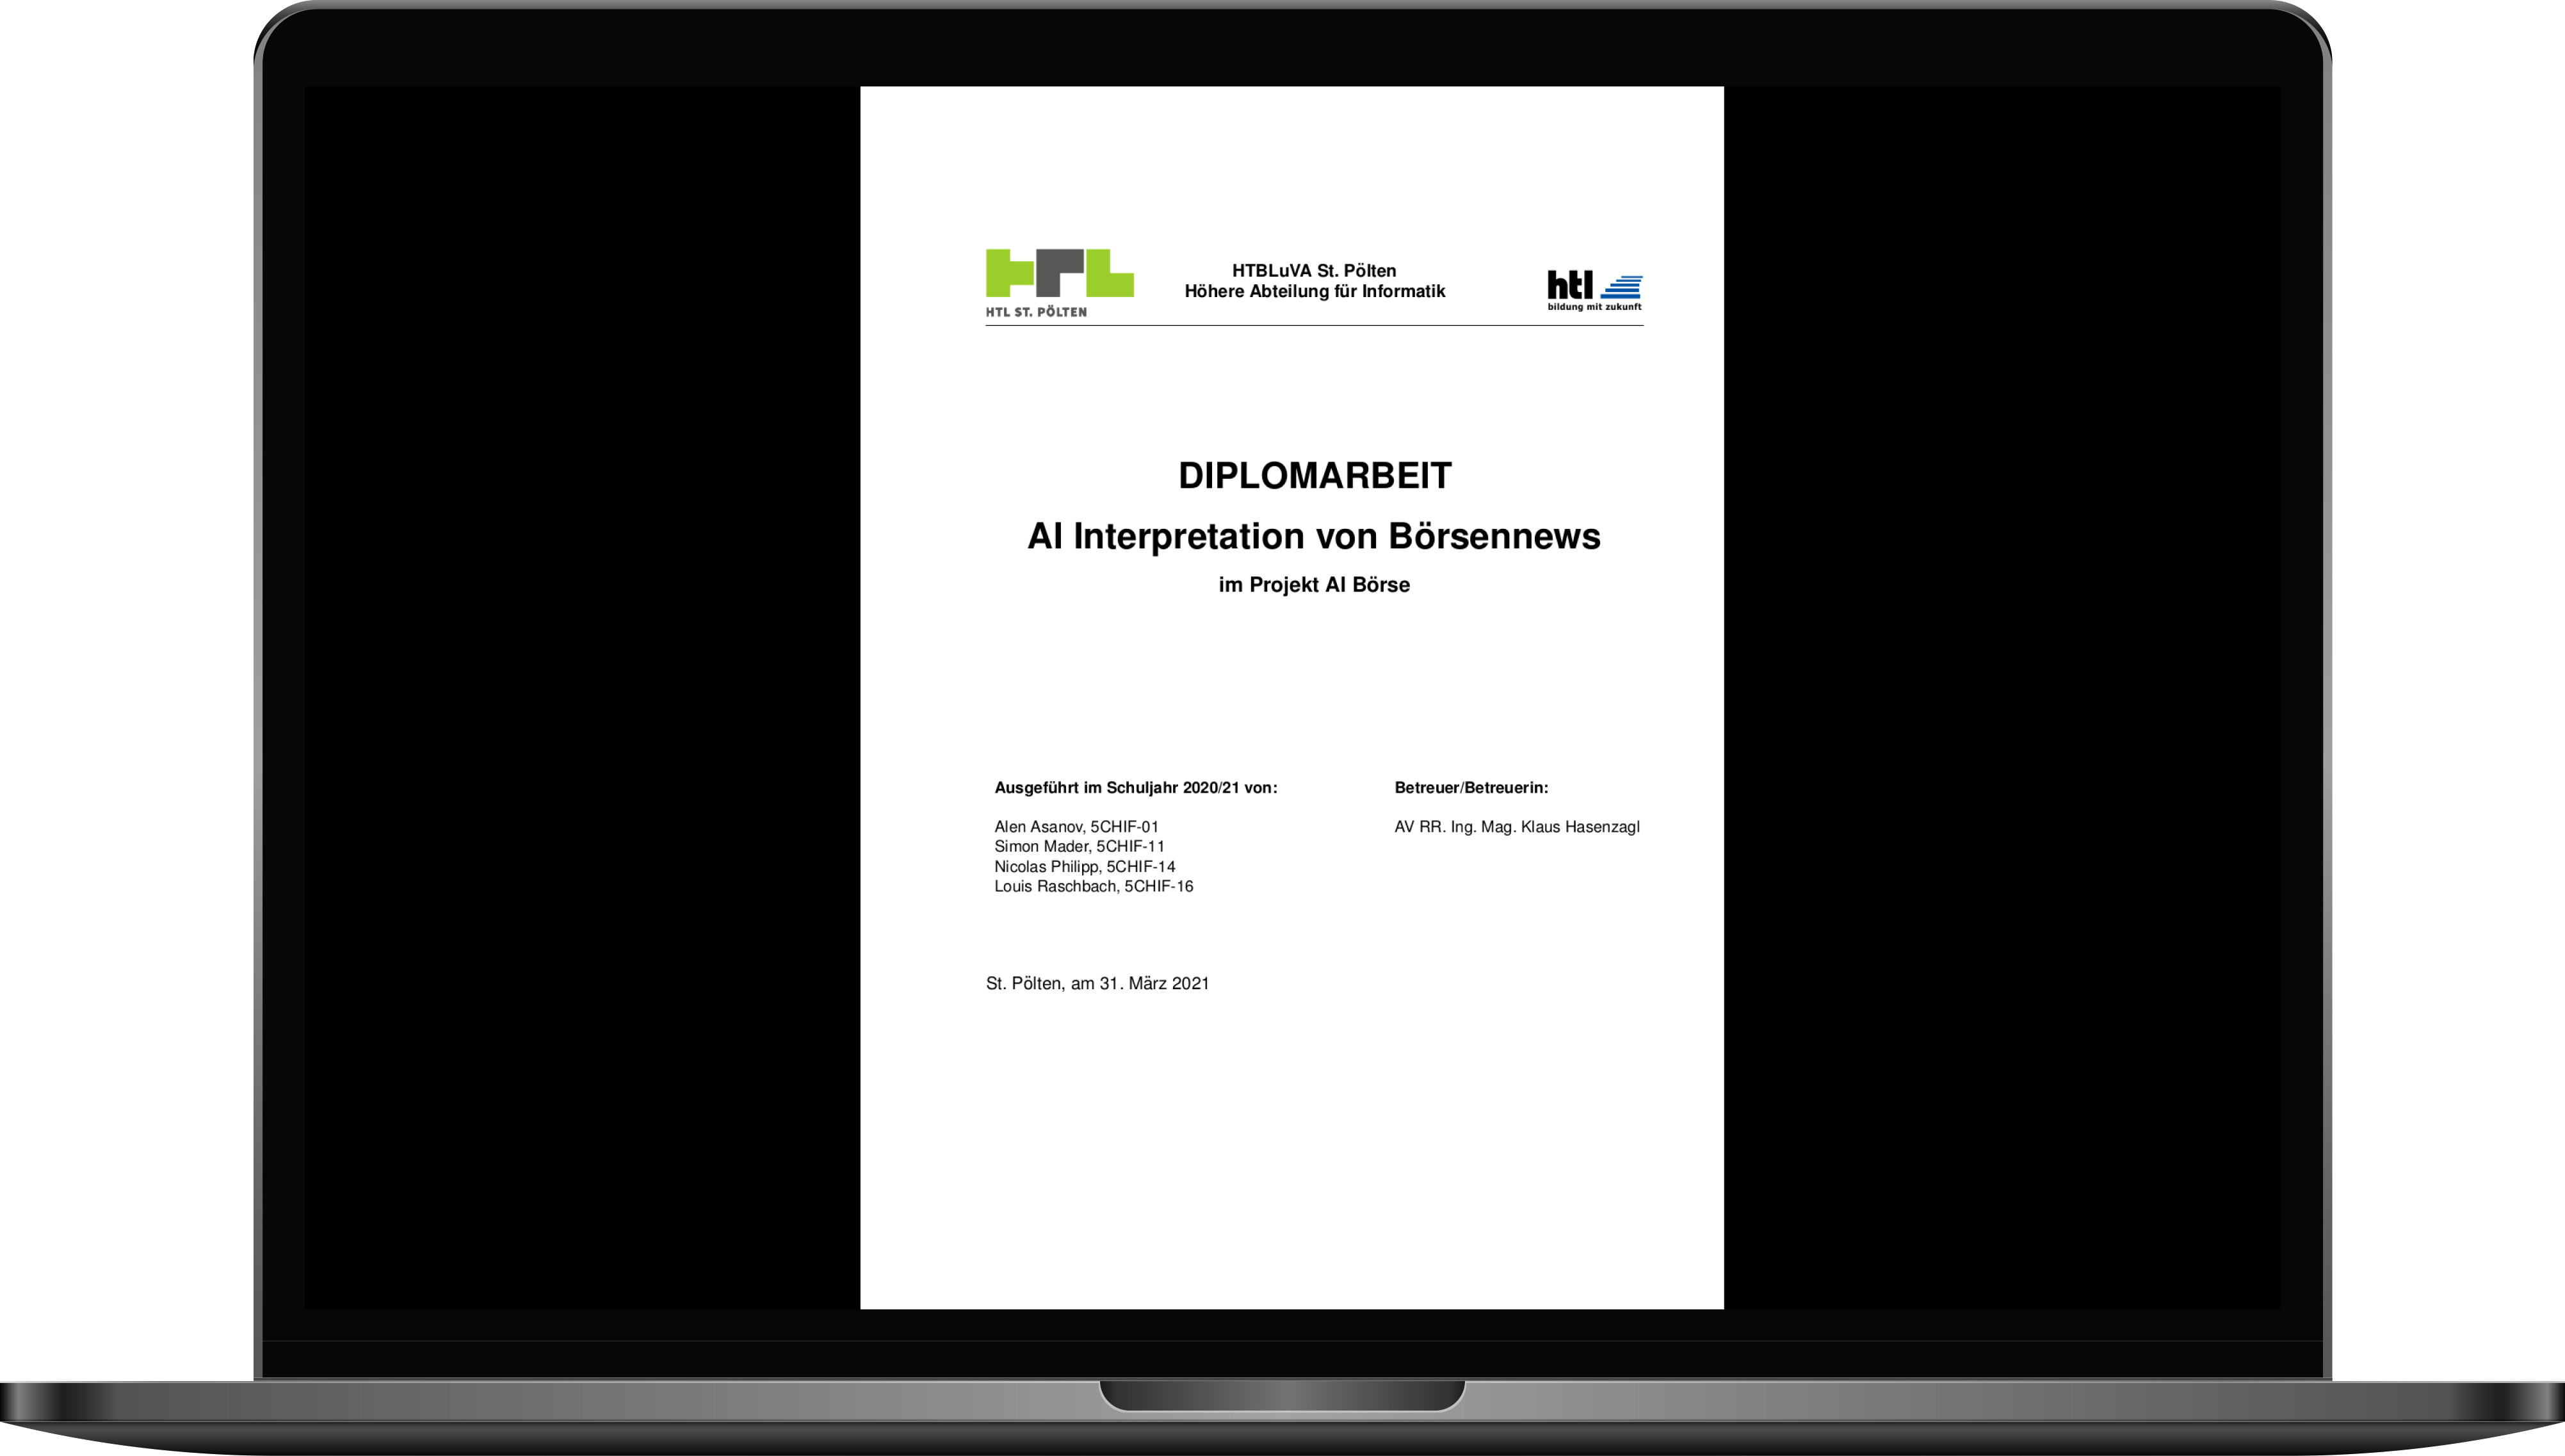 HTL ST. PÖLTEN
HTBLuVA St. Pölten
Höhere Abteilung für Informatik
htl
bildung mit zukunft
DIPLOMARBEIT
AI Interpretation von Börsennews
im Projekt AI Börse
Ausgeführt im Schuljahr 2020/21 von:
Alen Asanov, 5CHIF-01
Simon Mader, 5CHIF-11
Nicolas Philipp, 5CHIF-14
Louis Raschbach, 5CHIF-16
Betreuer/Betreuerin:
AV RR. Ing. Mag. Klaus Hasenzagl
St. Pölten, am 31. März 2021